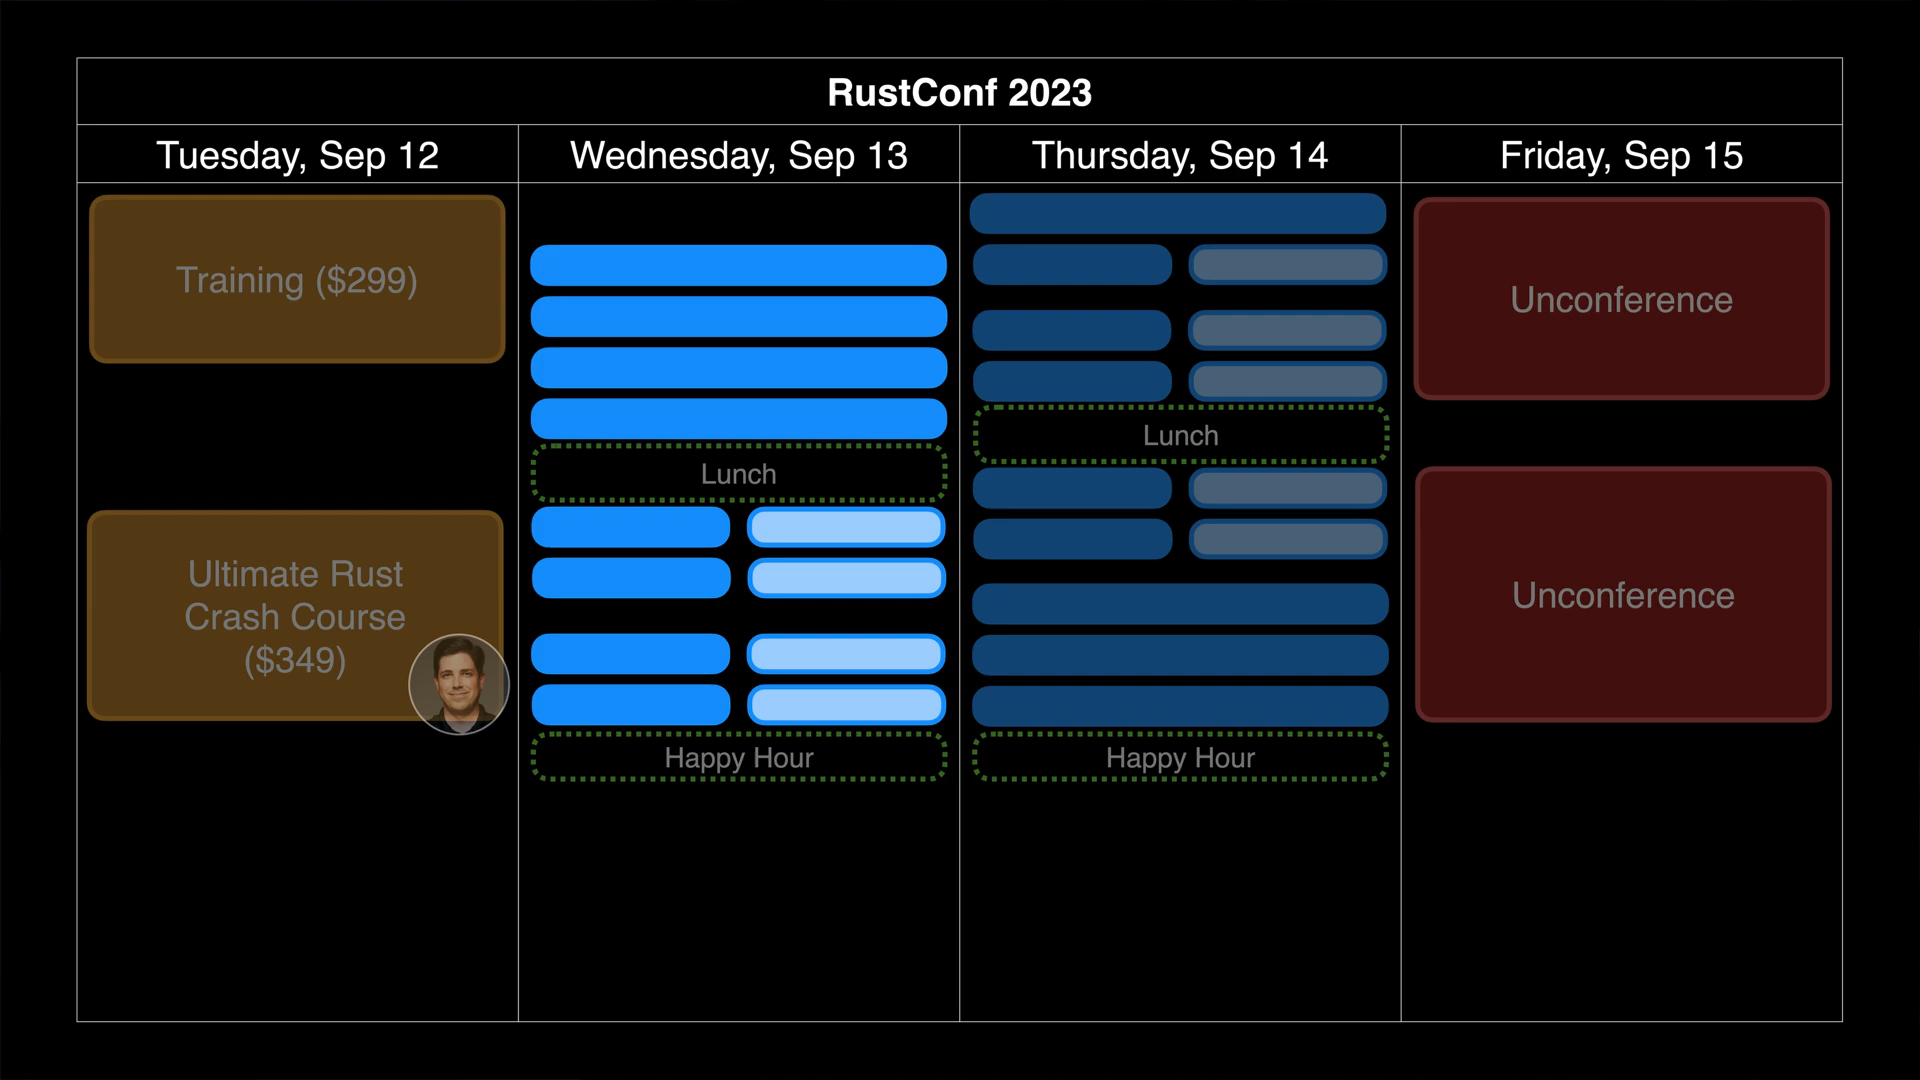 RustConf 2023
Tuesday, Sep 12
Wednesday, Sep 13
Thursday, Sep 14
Friday, Sep 15
Training ($299)
Ultimate Rust
Crash Course
($349)
Lunch
Happy Hour
Lunch
Happy Hour
Unconference
Unconference